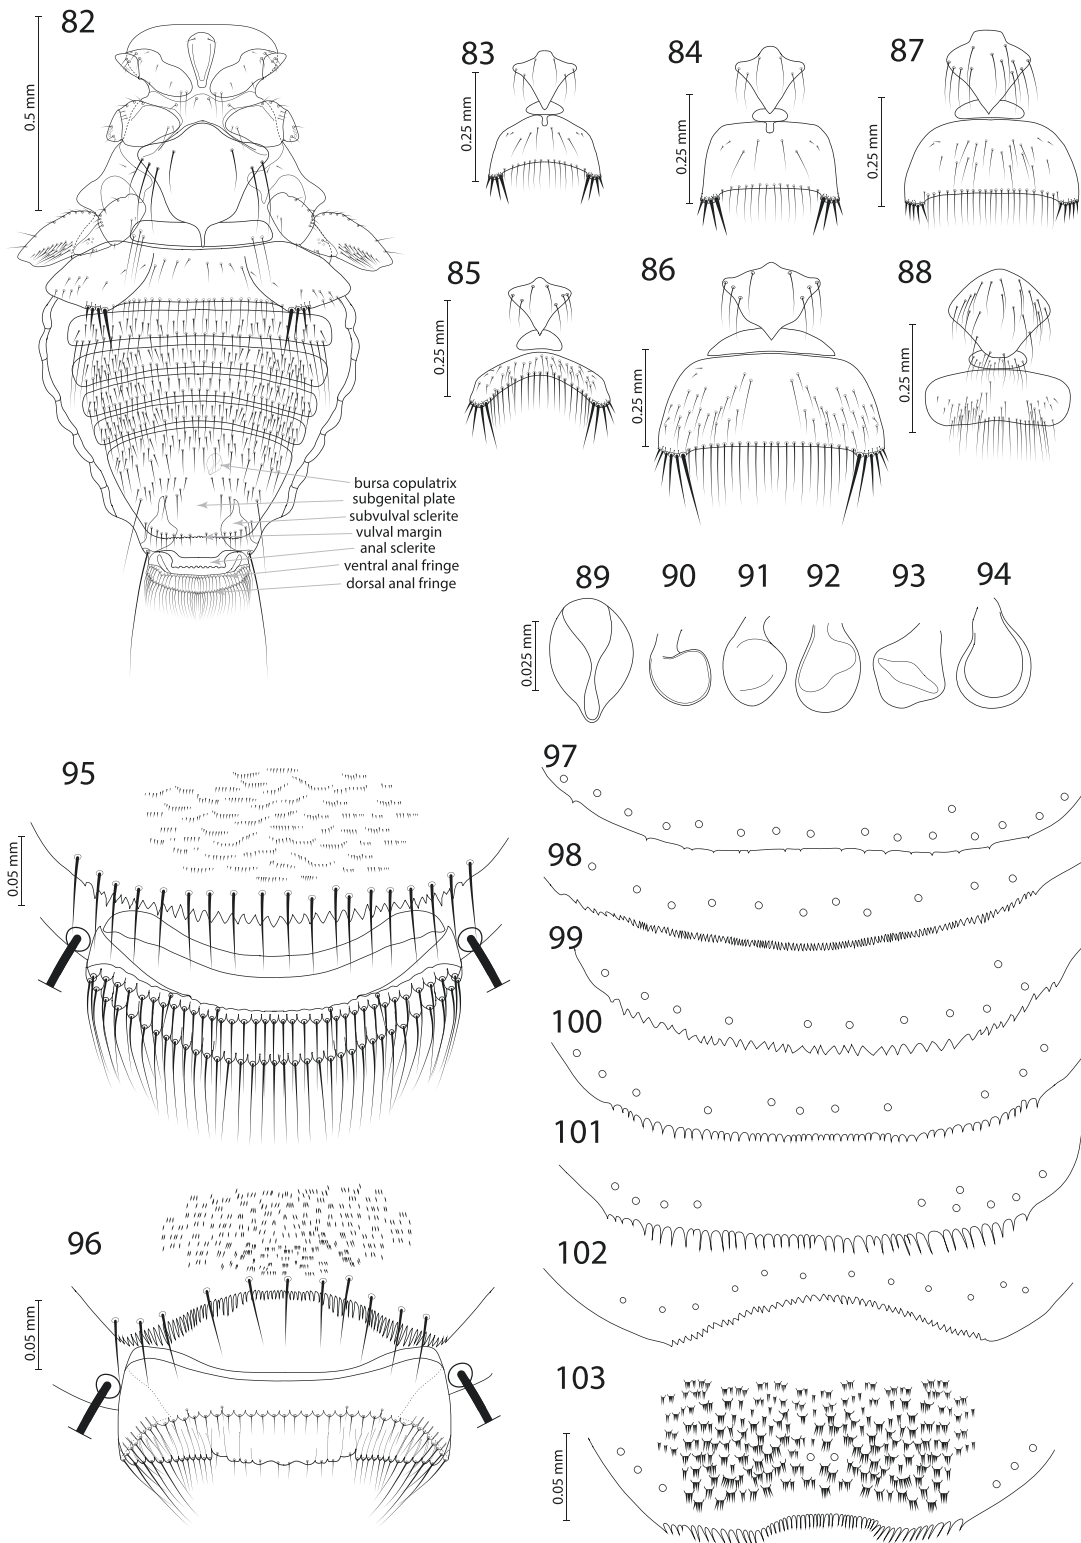 82
0.5 mm
83
0.25 mm
84
0.25 mm
87
0.25 mm
85
0.25 mm
86
0.25 mm
88
0.25 mm
bursa copulatrix
subgenital plate
subvulval sclerite
vulval margin
anal sclerite
ventral anal fringe
dorsal anal fringe
89
90
91
92
93
94
0.025 mm
95
0.05 mm
96
0.05 mm
97
98
99
100
101
102
103
0.05 mm